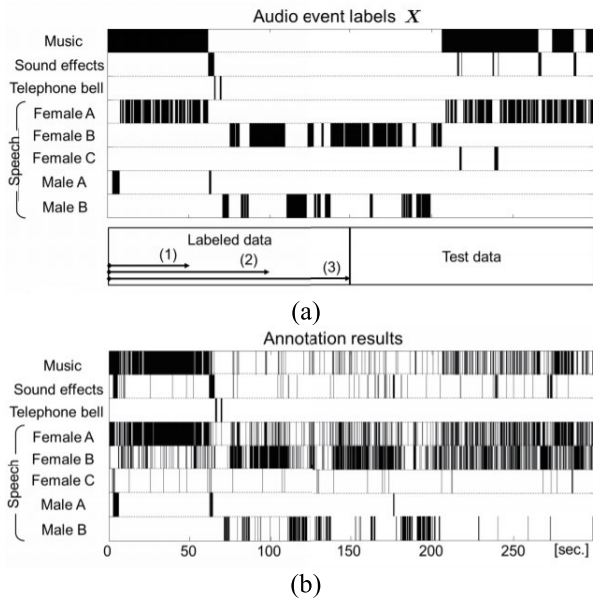 Audio event labels X
Music
Sound effects
Telephone bell
Female A
Female B
Female C
Male A
Male B
Speech
Labeled data
Test data
(1)
(2)
(3)
(a)
Annotation results
Music
Sound effects
Telephone bell
Female A
Female B
Female C
Male A
Male B
Speech
0 50 100 150 200 250 [sec.]
(b)